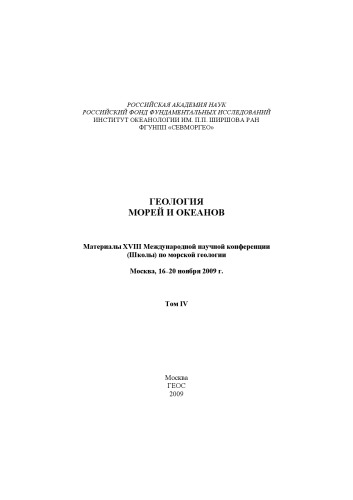 РОССИЙСКАЯ АКАДЕМИЯ НАУК
РОССИЙСКИЙ ФОНД ФУНДАМЕНТАЛЬНЫХ ИССЛЕДОВАНИЙ
ИНСТИТУТ ОКЕАНОЛОГИИ ИМ. П.П. ШИРШОВА РАН
ФГУНПП «СЕВМОРГЕО»
ГЕОЛОГИЯ
МОРЕЙ И ОКЕАНОВ
Материалы XVIII Международной научной конференции
(Школы) по морской геологии
Москва, 16–20 ноября 2009 г.
Том IV
Москва
ГЕОС
2009